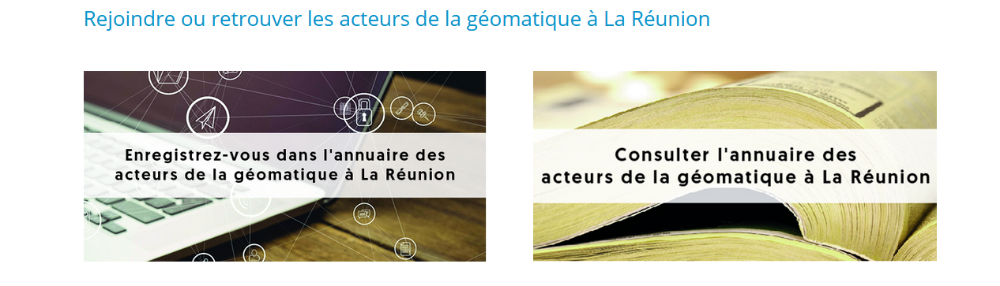 Rejoindre ou retrouver les acteurs de la géomatique à La Réunion
Enregistrez-vous dans l'annuaire des
acteurs de la géomatique à La Réunion
Consulter l'annuaire des
acteurs de la géomatique à La Réunion